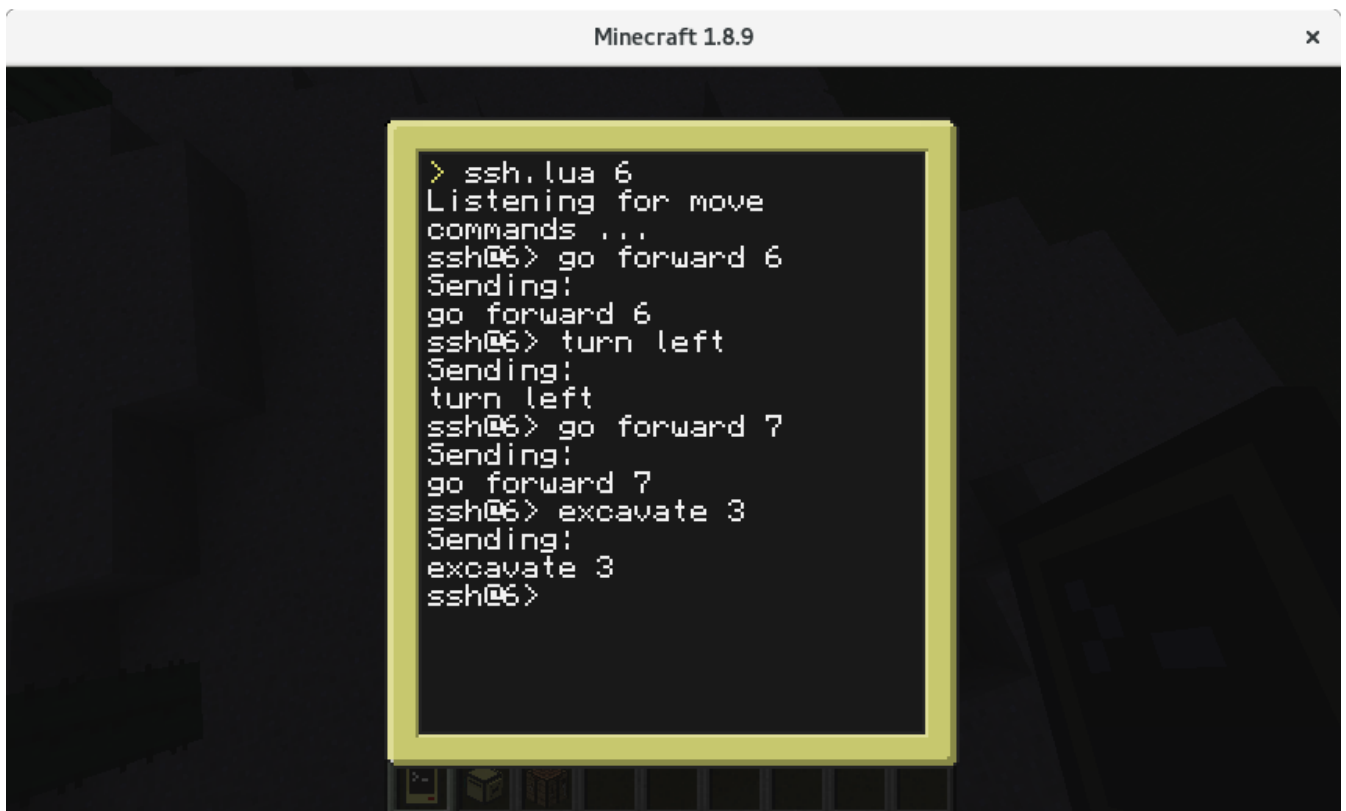 Minecraft 1.8.9
> ssh.lua 6
Listening for move
commands ...
ssh@6> go forward 6
Sending:
go forward 6
ssh@6> turn left
Sending:
turn left
ssh@6> go forward 7
Sending:
go forward 7
ssh@6> excavate 3
Sending:
excavate 3
ssh@6>